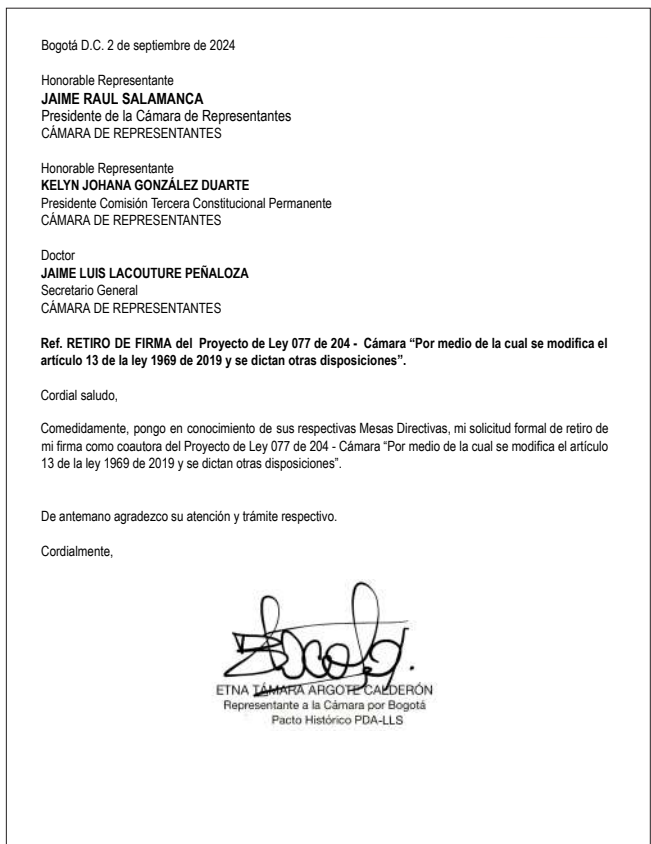 Bogotá D.C. 2 de septiembre de 2024
Honorable Representante
JAIME RAUL SALAMANCA
Presidente de la Cámara de Representantes
CÁMARA DE REPRESENTANTES
Honorable Representante
KELYN JOHANA GONZÁLEZ DUARTE
Presidente Comisión Tercera Constitucional Permanente
CÁMARA DE REPRESENTANTES
Doctor
JAIME LUIS LACOUTURE PEÑALOZA
Secretario General
CÁMARA DE REPRESENTANTES
Ref. RETIRO DE FIRMA del Proyecto de Ley 077 de 204 - Cámara “Por medio de la cual se modifica el
artículo 13 de la ley 1969 de 2019 y se dictan otras disposiciones”.
Cordial saludo,
Comedidamente, pongo en conocimiento de sus respectivas Mesas Directivas, mi solicitud formal de retiro de
mi firma como coautora del Proyecto de Ley 077 de 204 - Cámara “Por medio de la cual se modifica el artículo
13 de la ley 1969 de 2019 y se dictan otras disposiciones”.
De antemano agradezco su atención y trámite respectivo.
Cordialmente,
ETNA TÁMARA ARGOTE CALDERÓN
Representante a la Cámara por Bogotá
Pacto Histórico PDA-LLS